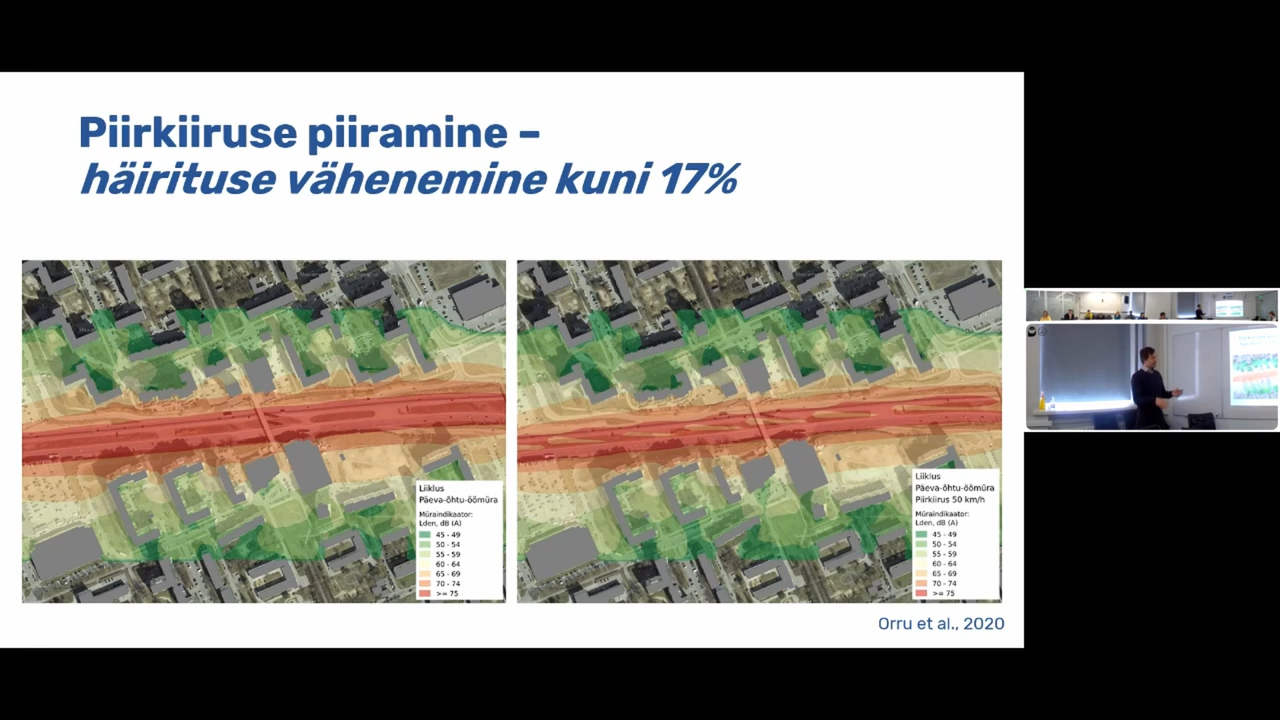 Piirkiiruse piiramine –
häirituse vähenemine kuni 17%
Liiklus
Päeva-õhtu-öömüra
Müraindikaator:
Lden, dB (A)
45 - 49
50 - 54
55 - 59
60 - 64
65 - 69
70 - 74
>= 75
Liiklus
Päeva-õhtu-öömüra
Piirkiirus 50 km/h
Müraindikaator:
Lden, dB (A)
45 - 49
50 - 54
55 - 59
60 - 64
65 - 69
70 - 74
>= 75
Orru et al., 2020